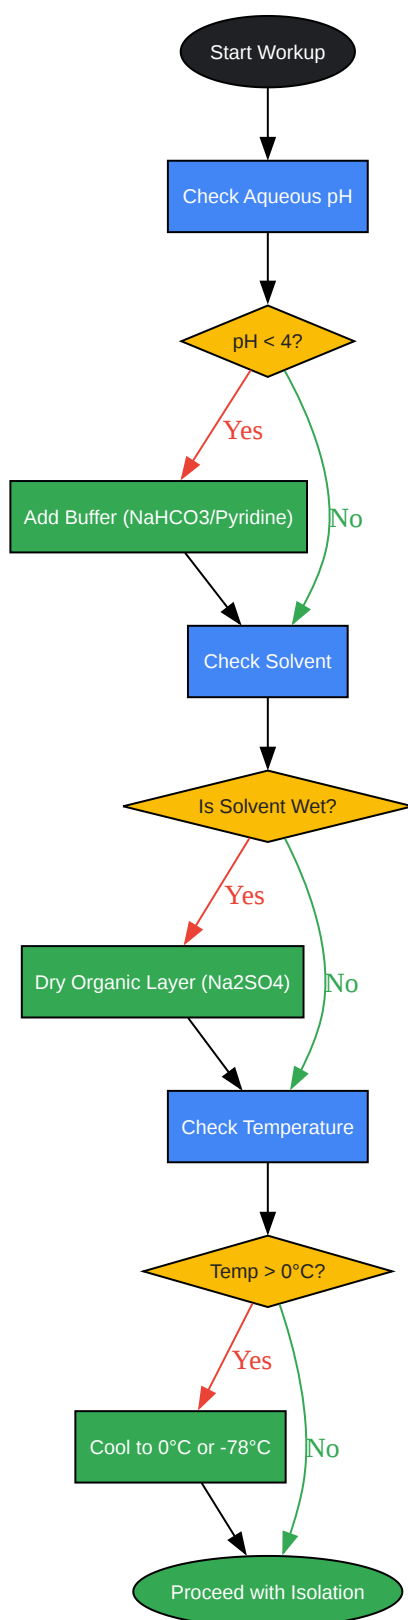 Start Workup
Check Aqueous pH
pH < 4?
Yes
Add Buffer (NaHCO3/Pyridine)
No
Check Solvent
Is Solvent Wet?
Yes
Dry Organic Layer (Na2SO4)
No
Check Temperature
Temp > 0°C?
Yes
Cool to 0°C or -78°C
No
Proceed with Isolation